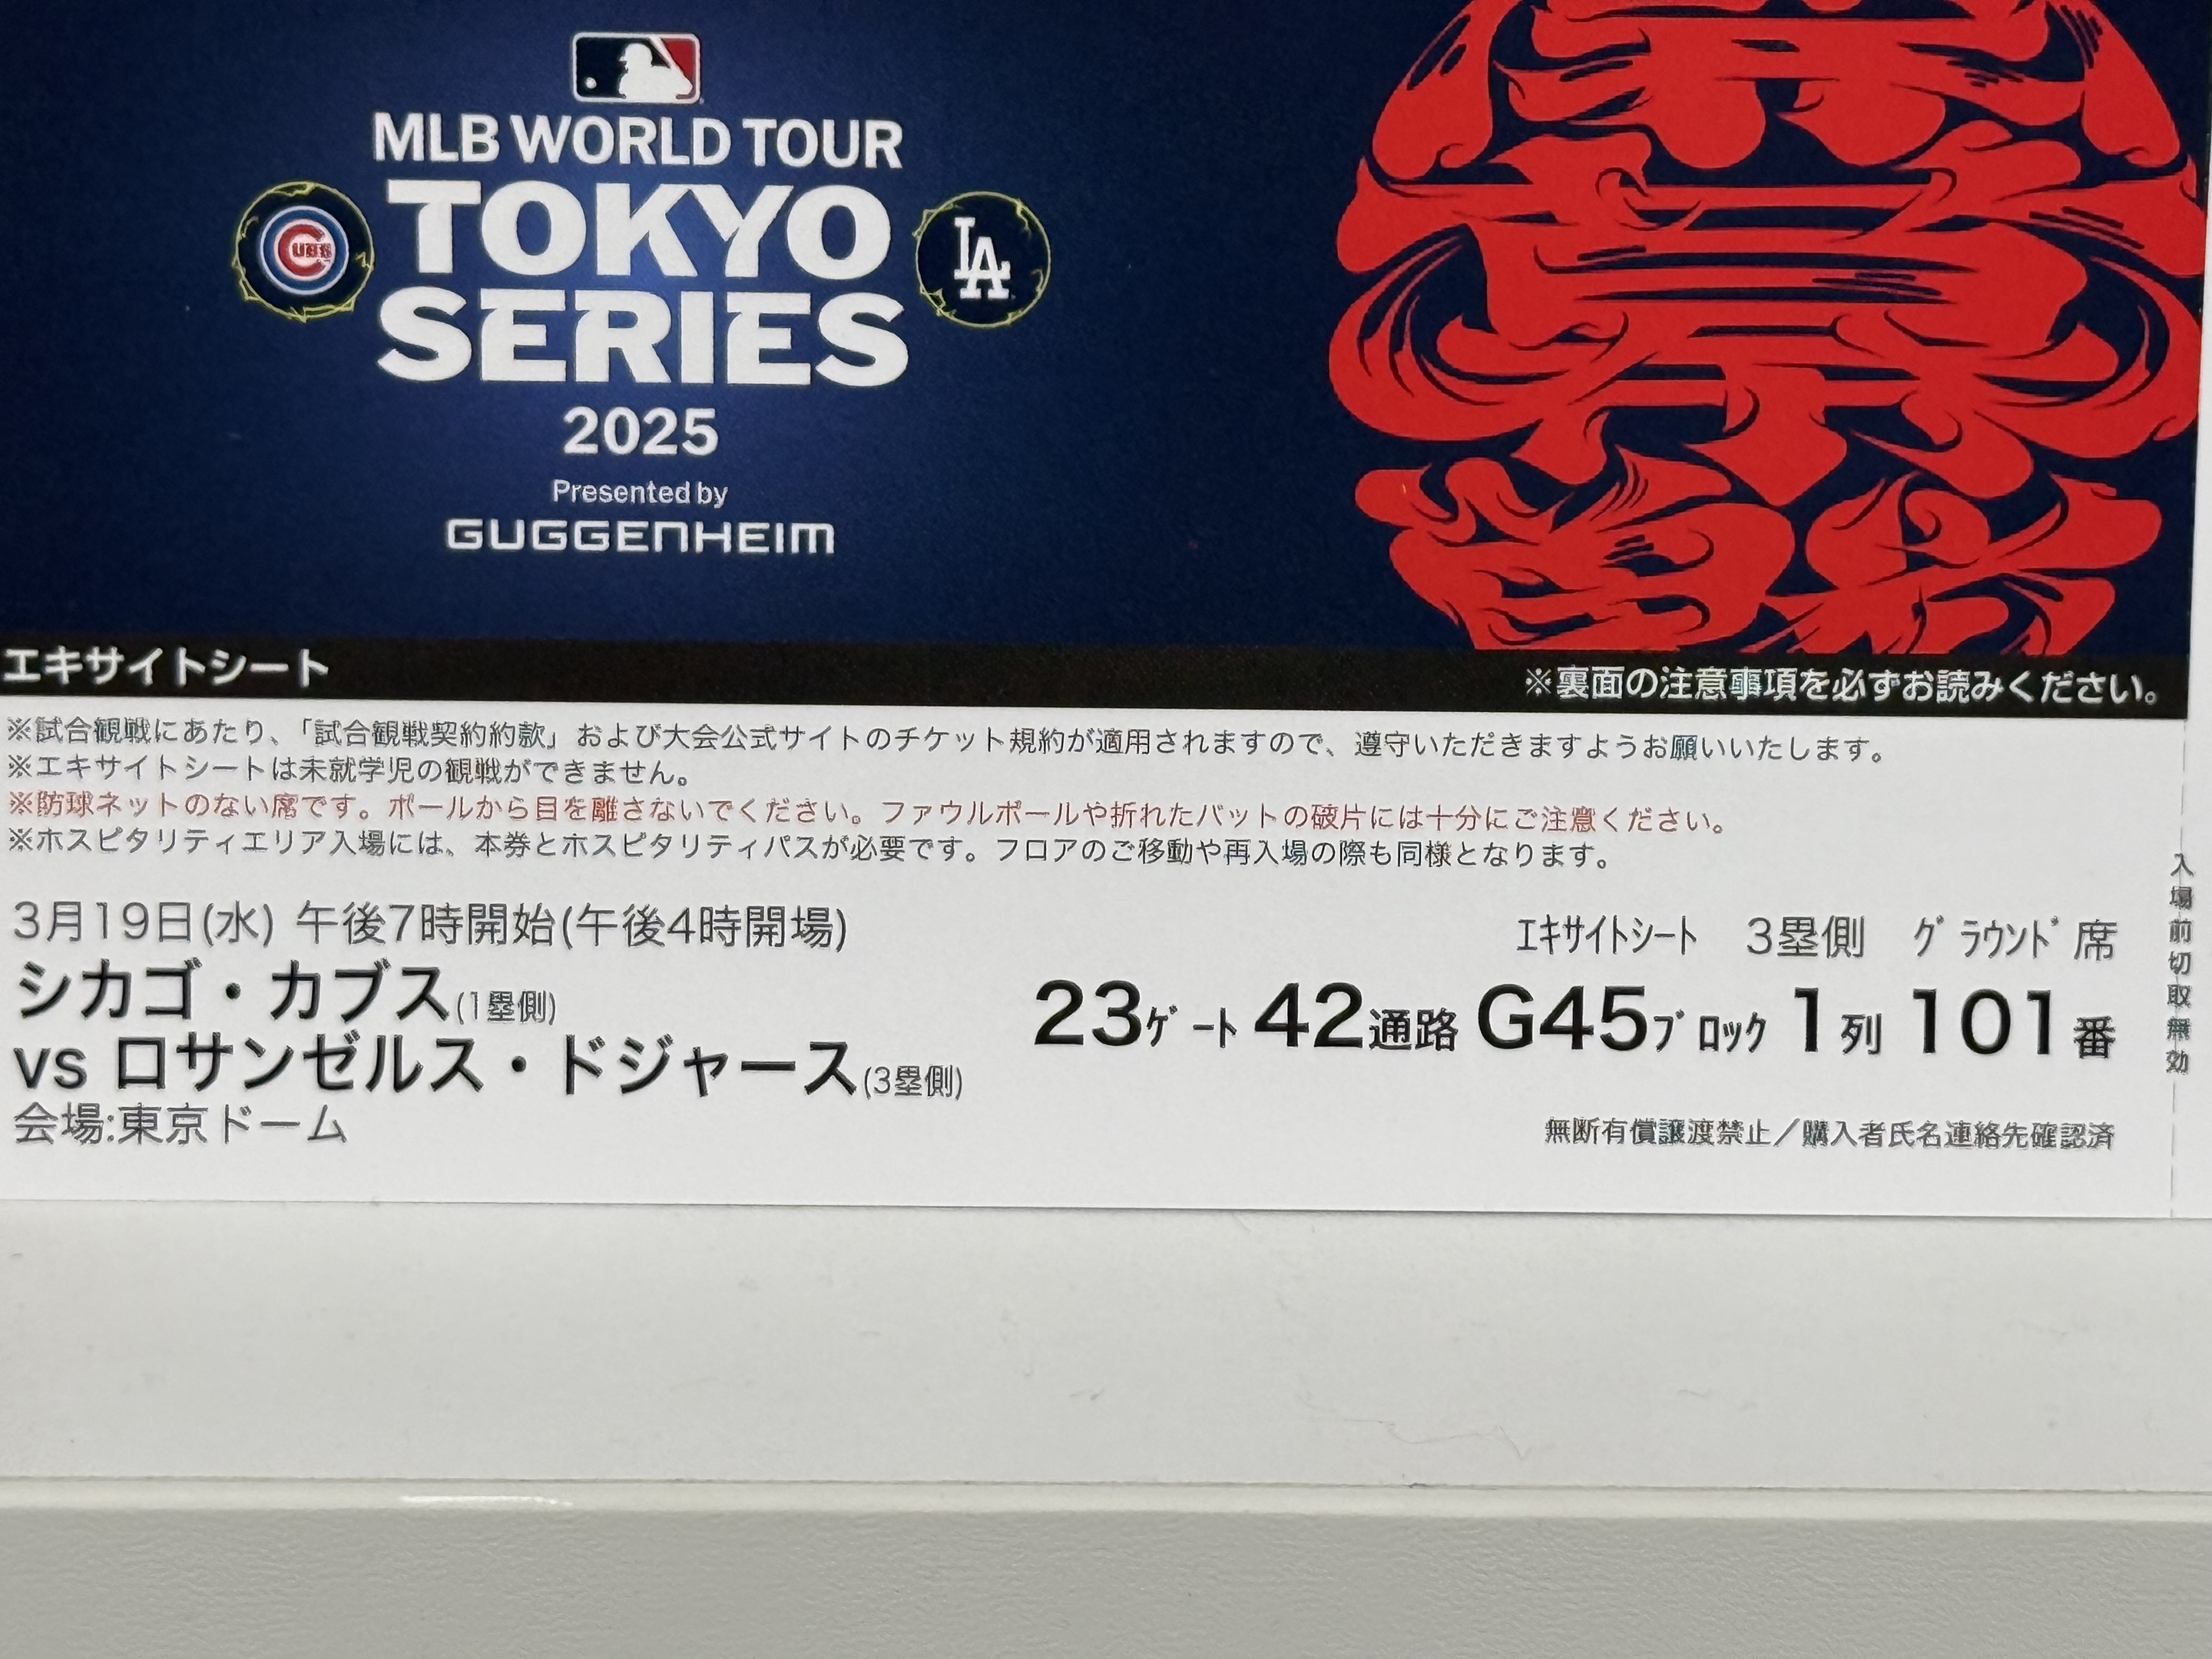 MLB WORLD TOUR
TOKYO
SERIES
CUBS
LA
2025
Presented by
GUGGENHEIM
エキサイトシート
※裏面の注意事項を必ずお読みください。
※試合観戦にあたり、「試合観戦契約約款」および大会公式サイトのチケット規約が適用されますので、遵守いただきますようお願いいたします。
※エキサイトシートは未就学児の観戦ができません。
※防球ネットのない席です。ボールから目を離さないでください。ファウルボールや折れたバットの破片には十分にご注意ください。
※ホスピタリティエリア入場には、本券とホスピタリティパスが必要です。フロアのご移動や再入場の際も同様となります。
3月19日(水) 午後7時開始(午後4時開場)
シカゴ・カブス(1塁側)
vs ロサンゼルス・ドジャース(3塁側)
会場:東京ドーム
ｴｷｻｲﾄｼｰﾄ 3塁側 ｸﾞﾗｳﾝﾄﾞ席
23ｹﾞｰﾄ 42通路 G45ﾌﾞﾛｯｸ 1列 101番
無断有償譲渡禁止／購入者氏名連絡先確認済
入場前切取無効